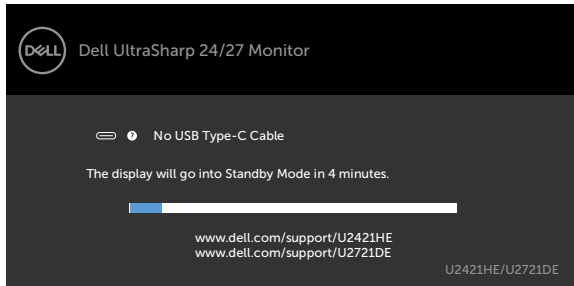 DELL
Dell UltraSharp 24/27 Monitor
? No USB Type-C Cable
The display will go into Standby Mode in 4 minutes.
www.dell.com/support/U2421HE
www.dell.com/support/U2721DE
U2421HE/U2721DE